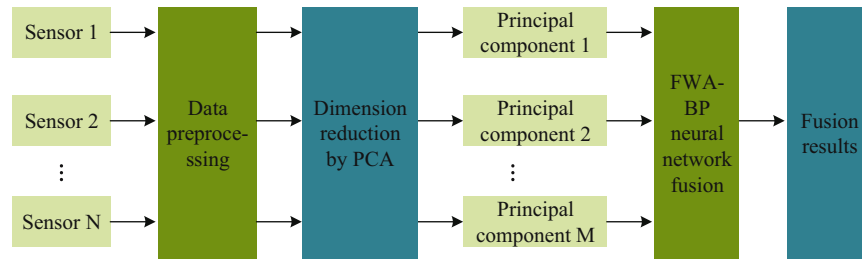 Sensor 1
Sensor 2
⋮
Sensor N
Data
preproce-
ssing
Dimension
reduction
by PCA
Principal
component 1
Principal
component 2
⋮
Principal
component M
FWA-
BP
neural
network
fusion
Fusion
results